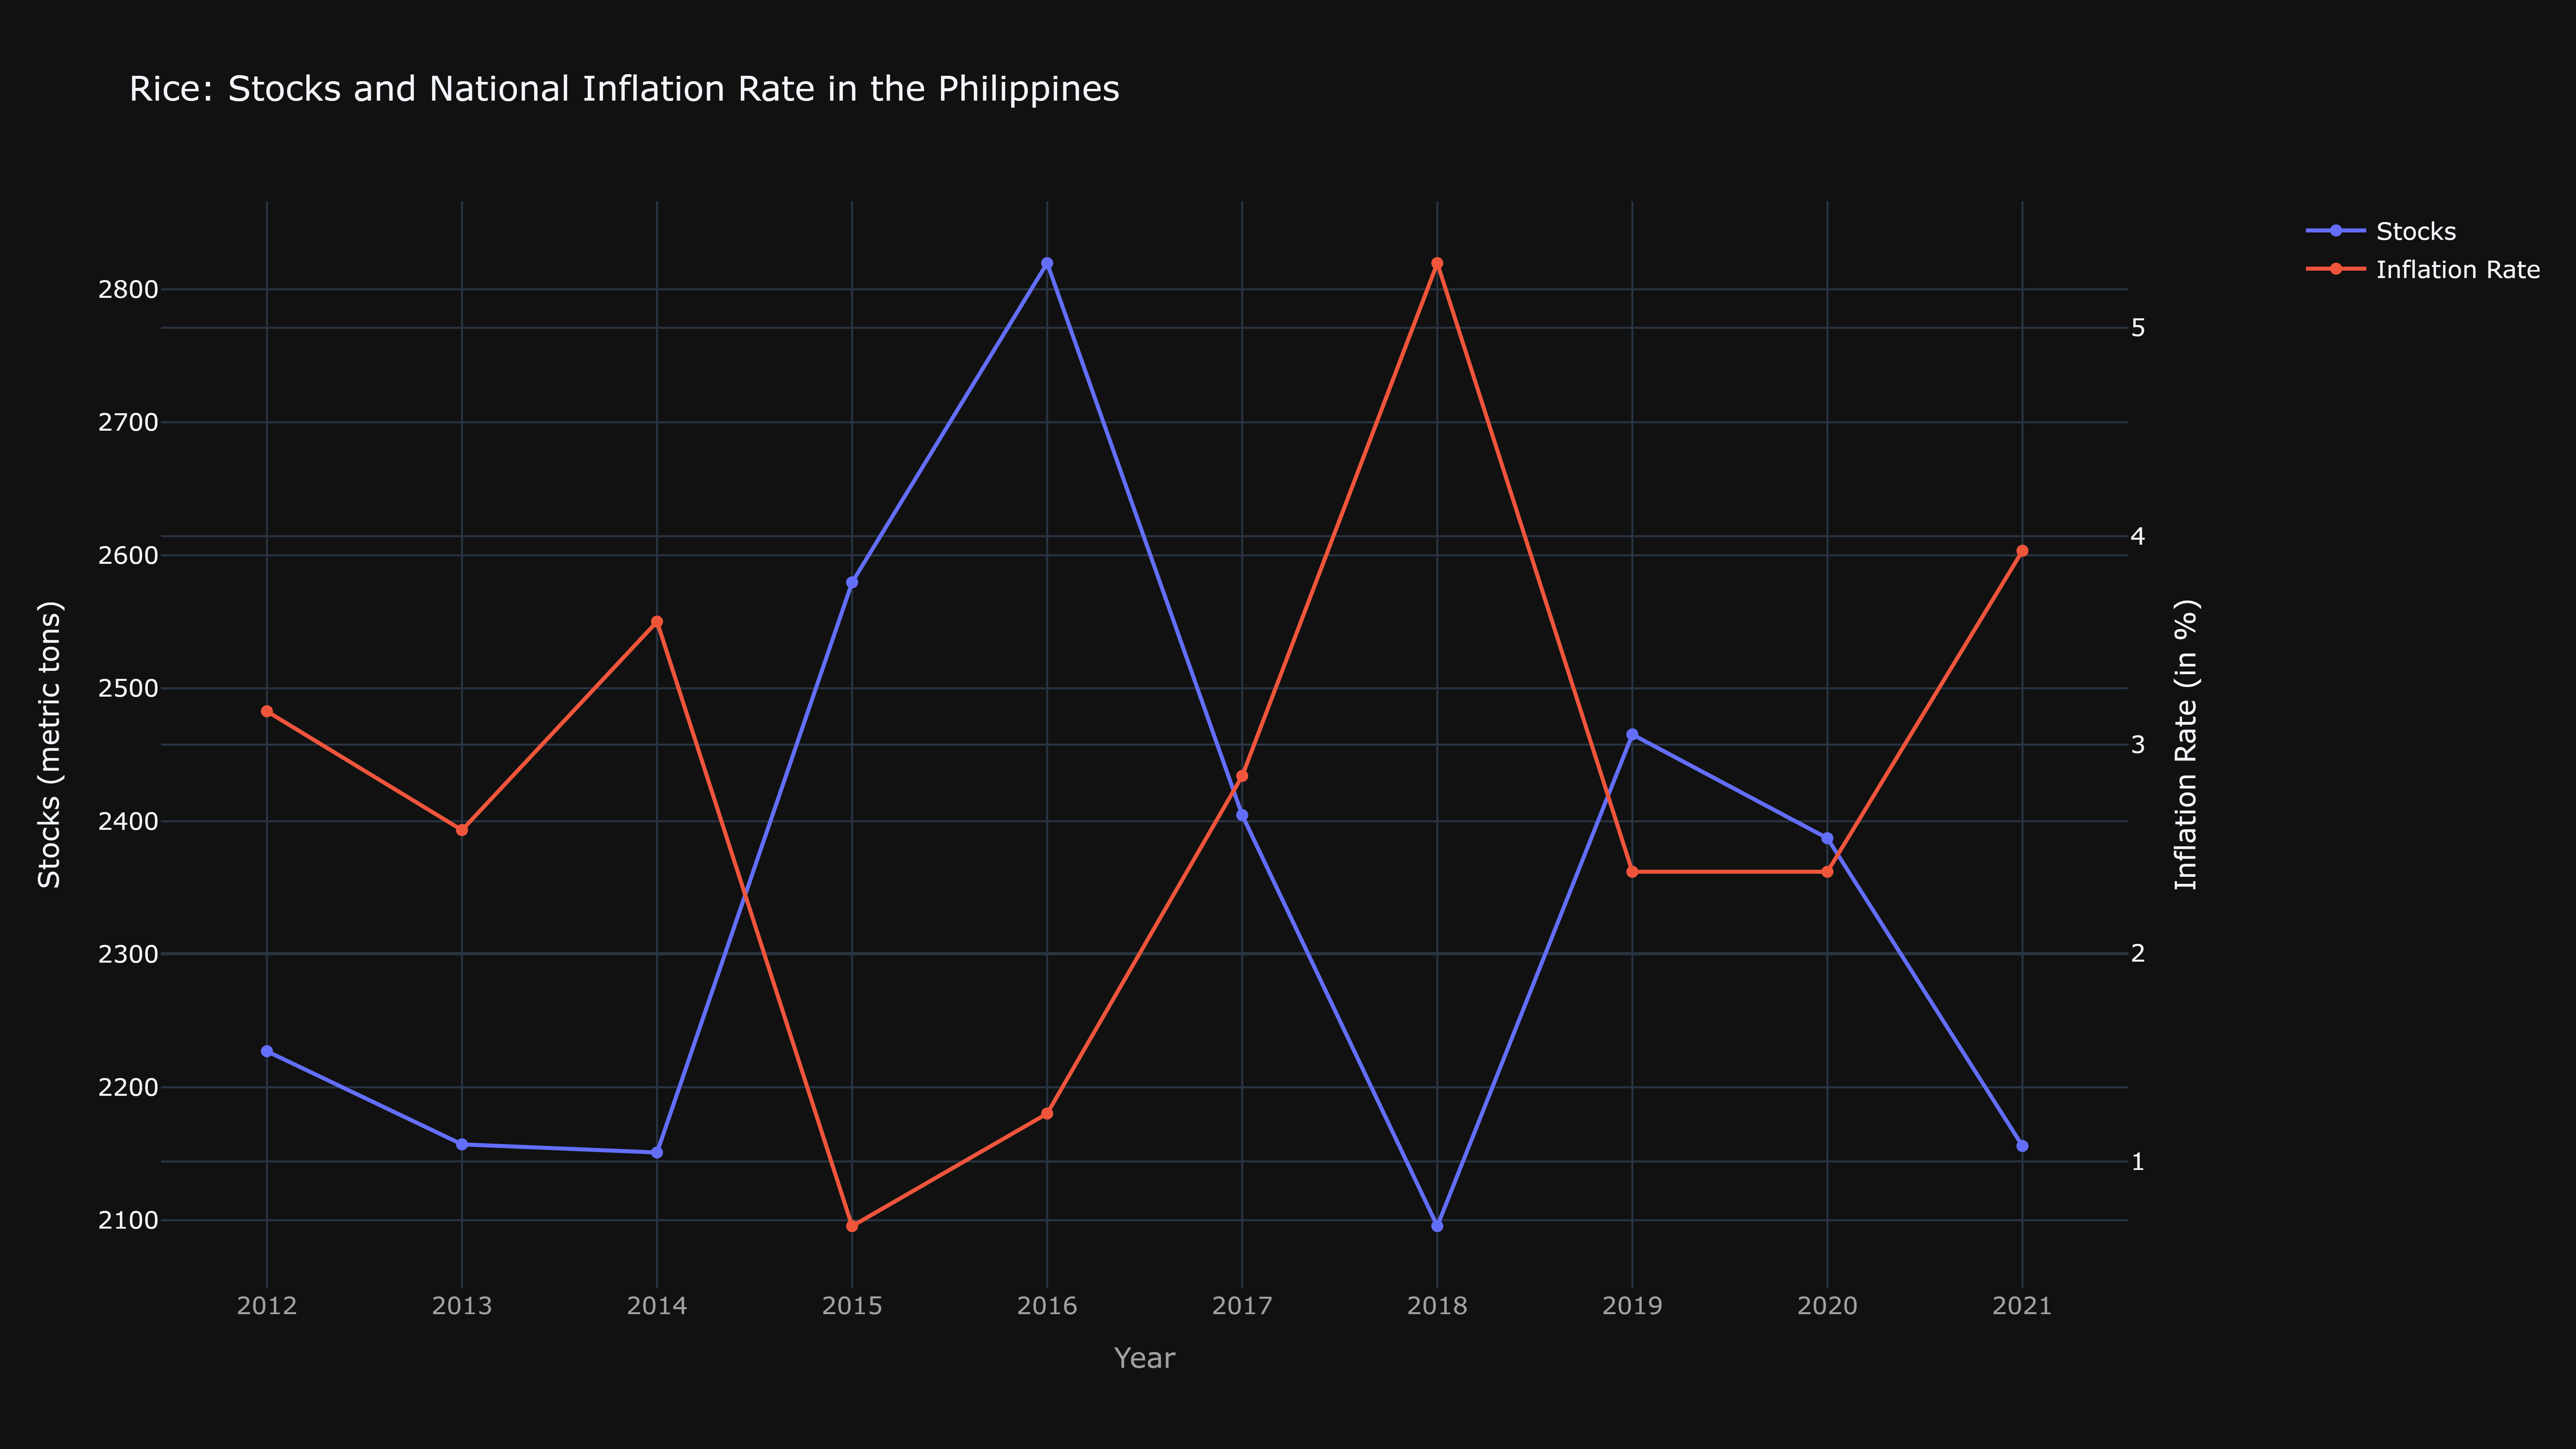 Rice: Stocks and National Inflation Rate in the Philippines
Stocks
Inflation Rate
Stocks (metric tons)
2800
2700
2600
2500
2400
2300
2200
2100
5
4
3
2
1
Inflation Rate (in %)
2012 2013 2014 2015 2016 2017 2018 2019 2020 2021
Year